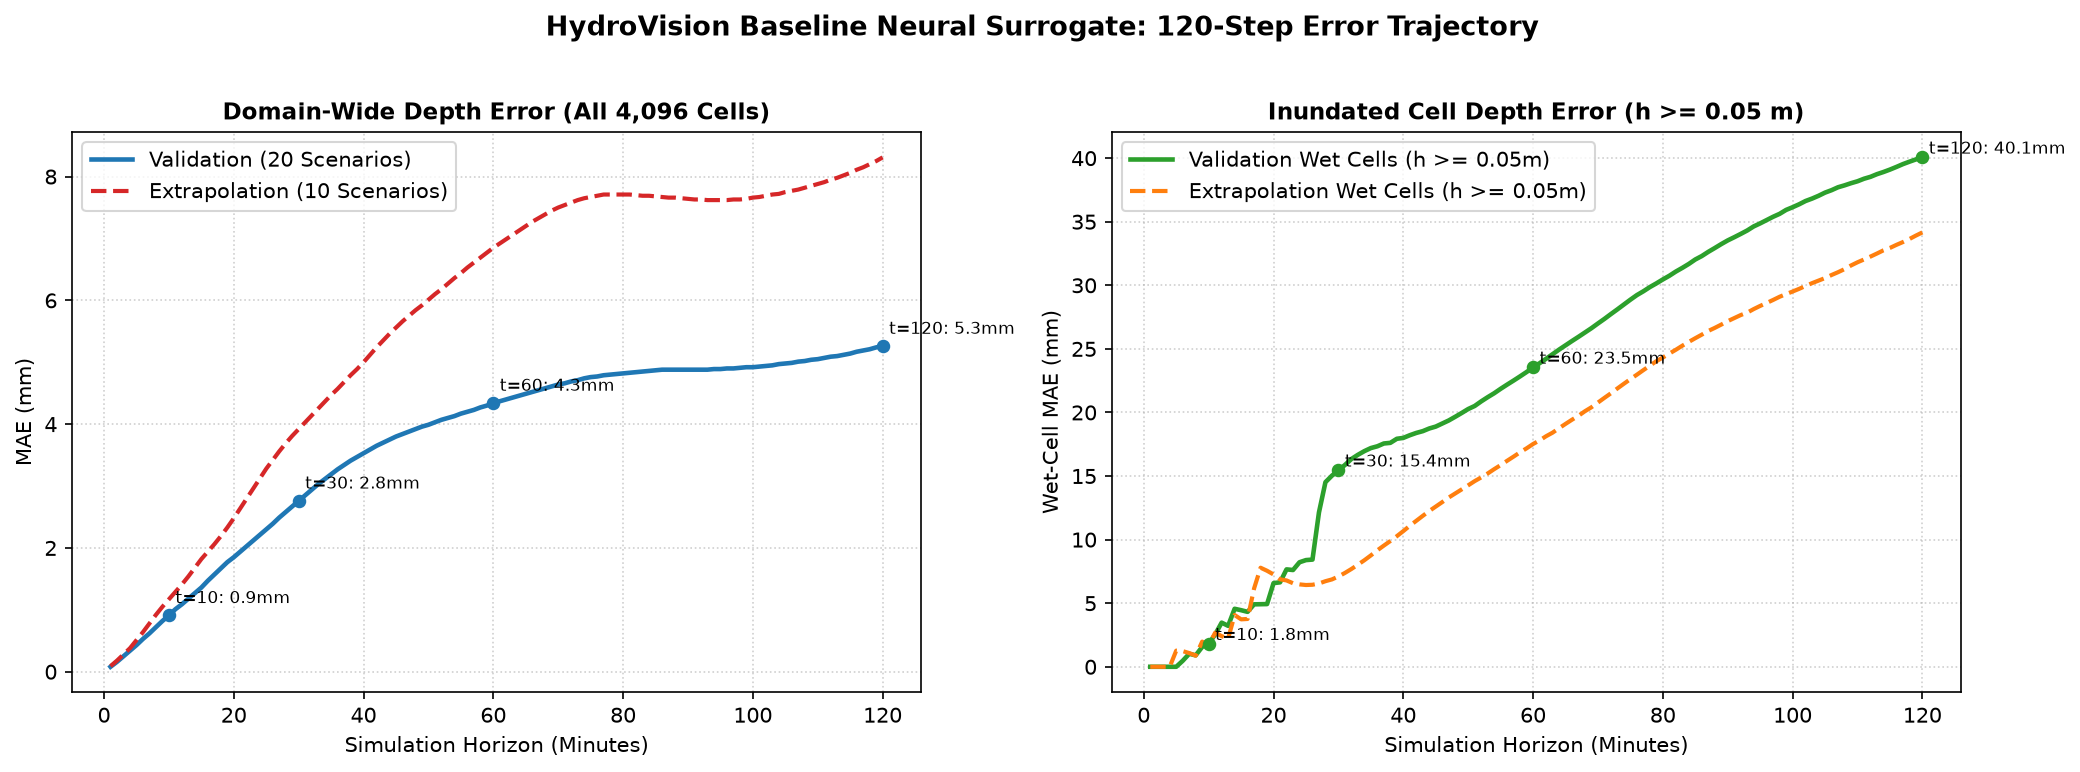 HydroVision Baseline Neural Surrogate: 120-Step Error Trajectory
Domain-Wide Depth Error (All 4,096 Cells)
Validation (20 Scenarios)
Extrapolation (10 Scenarios)
MAE (mm)
8
6
4
2
0
t=10: 0.9mm
t=30: 2.8mm
t=60: 4.3mm
t=120: 5.3mm
0 20 40 60 80 100 120
Simulation Horizon (Minutes)
Inundated Cell Depth Error (h >= 0.05 m)
Validation Wet Cells (h >= 0.05m)
Extrapolation Wet Cells (h >= 0.05m)
Wet-Cell MAE (mm)
40
35
30
25
20
15
10
5
0
t=10: 1.8mm
t=30: 15.4mm
t=60: 23.5mm
t=120: 40.1mm
0 20 40 60 80 100 120
Simulation Horizon (Minutes)